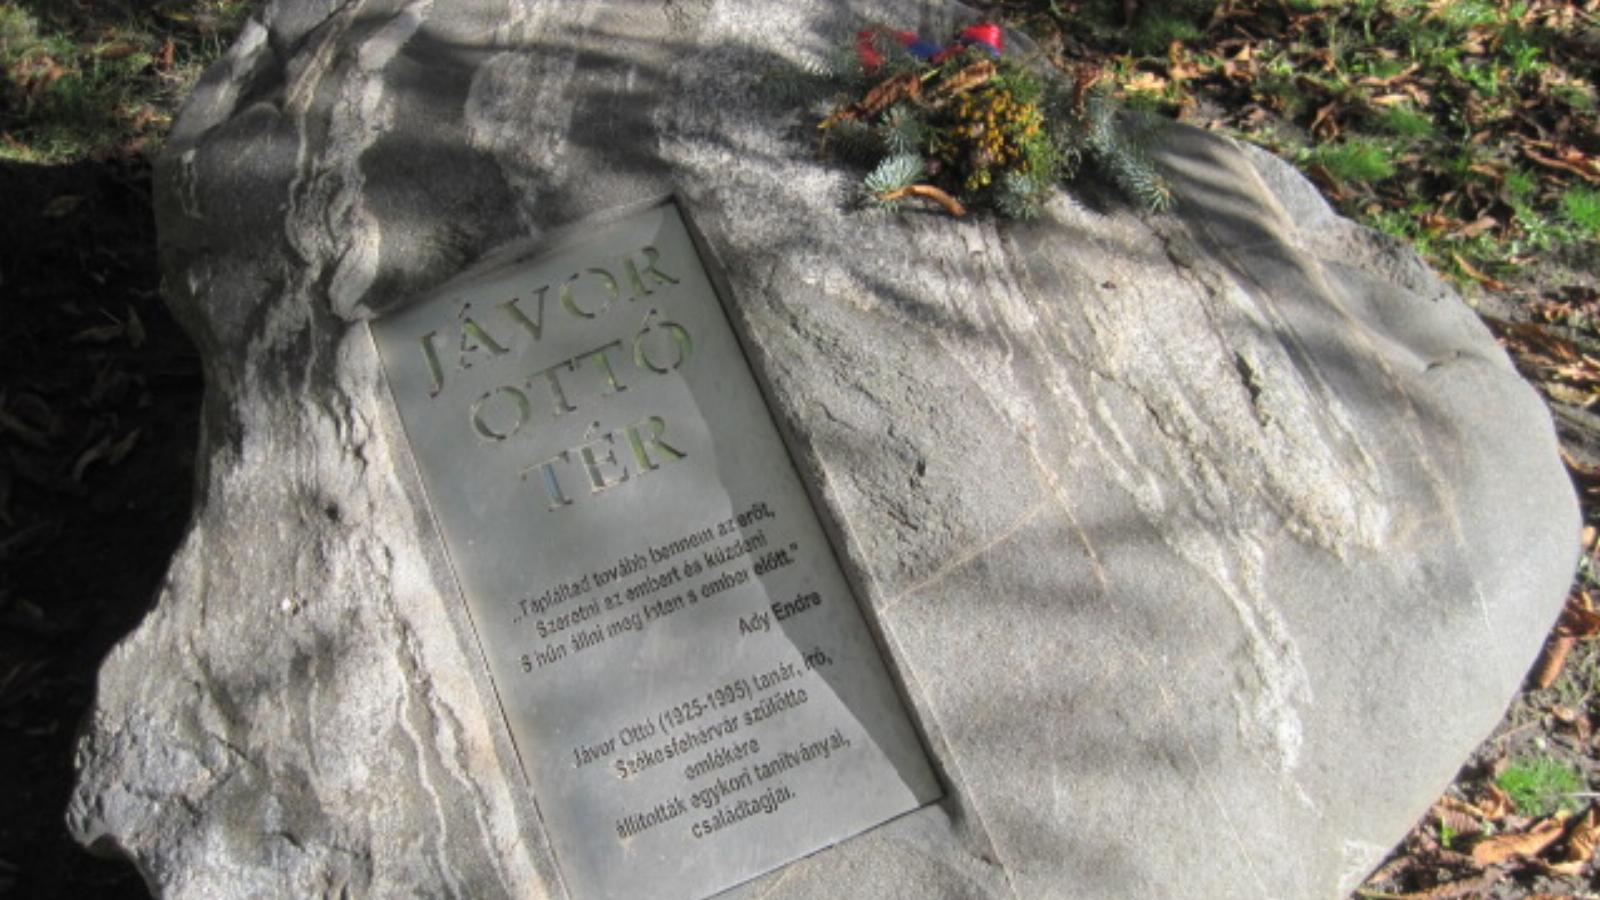 JÁVOR
OTTÓ
TÉR
„Tápláltad tovább bennem az erőt,
Szeretni az embert és küzdeni
S hűn állni meg Isten s ember előtt.”
Ady Endre
Jávor Ottó (1925-1995) tanár, író,
Székesfehérvár szülötte
emlékére
állították egykori tanítványai,
családtagjai.